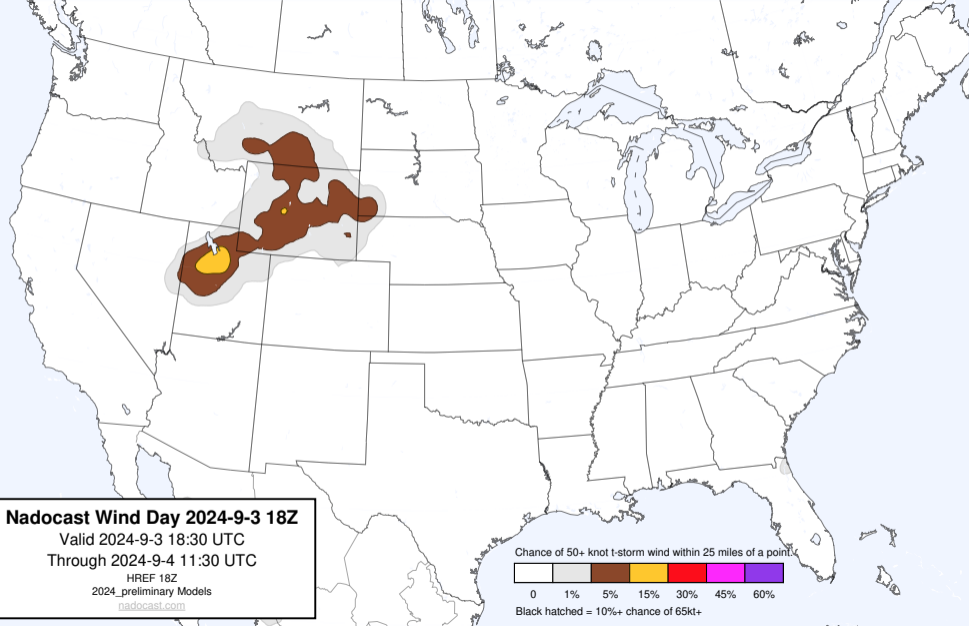 Nadocast Wind Day 2024-9-3 18Z
Valid 2024-9-3 18:30 UTC
Through 2024-9-4 11:30 UTC
HREF 18Z
2024_preliminary Models
nadocast.com
Chance of 50+ knot t-storm wind within 25 miles of a point.
0 1% 5% 15% 30% 45% 60%
Black hatched = 10%+ chance of 65kt+